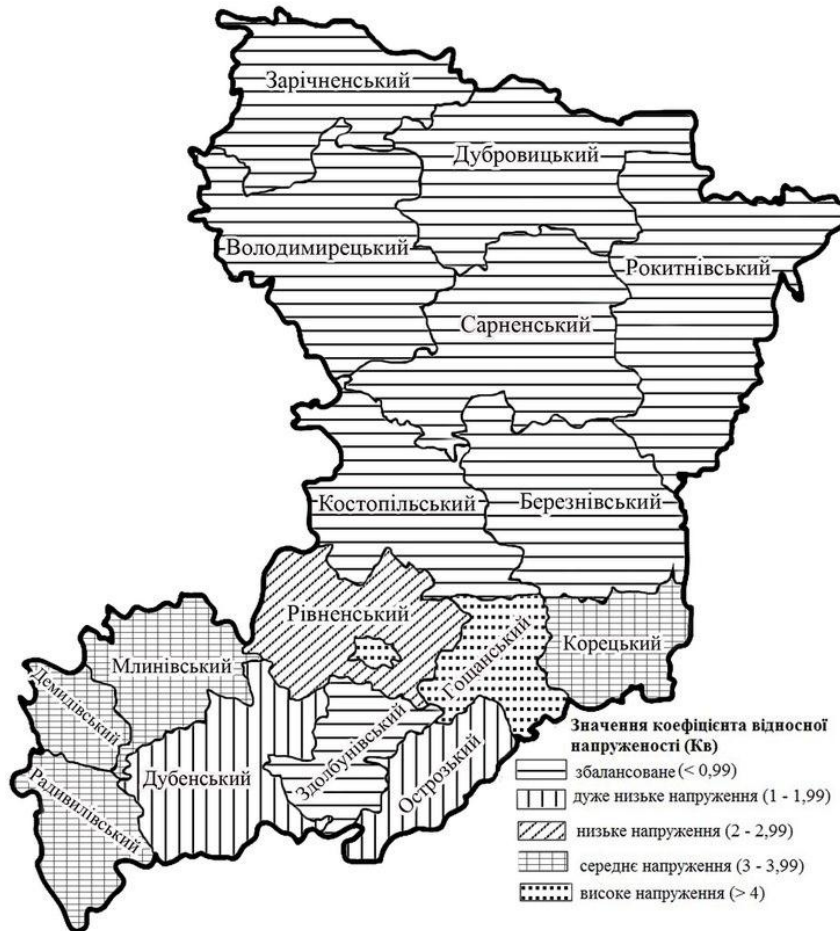 Зарічненський
Дубровицький
Володимирецький
Рокитнівський
Сарненський
Костопільський
Березнівський
Рівненський
Гощанський
Корецький
Млинівський
Демидівський
Дубенський
Здолбунівський
Острозький
Радивилівський
Значення коефіцієнта відносної
напруженості (Кв)
збалансоване (< 0,99)
дуже низьке напруження (1 - 1,99)
низьке напруження (2 - 2,99)
середнє напруження (3 - 3,99)
високе напруження (> 4)